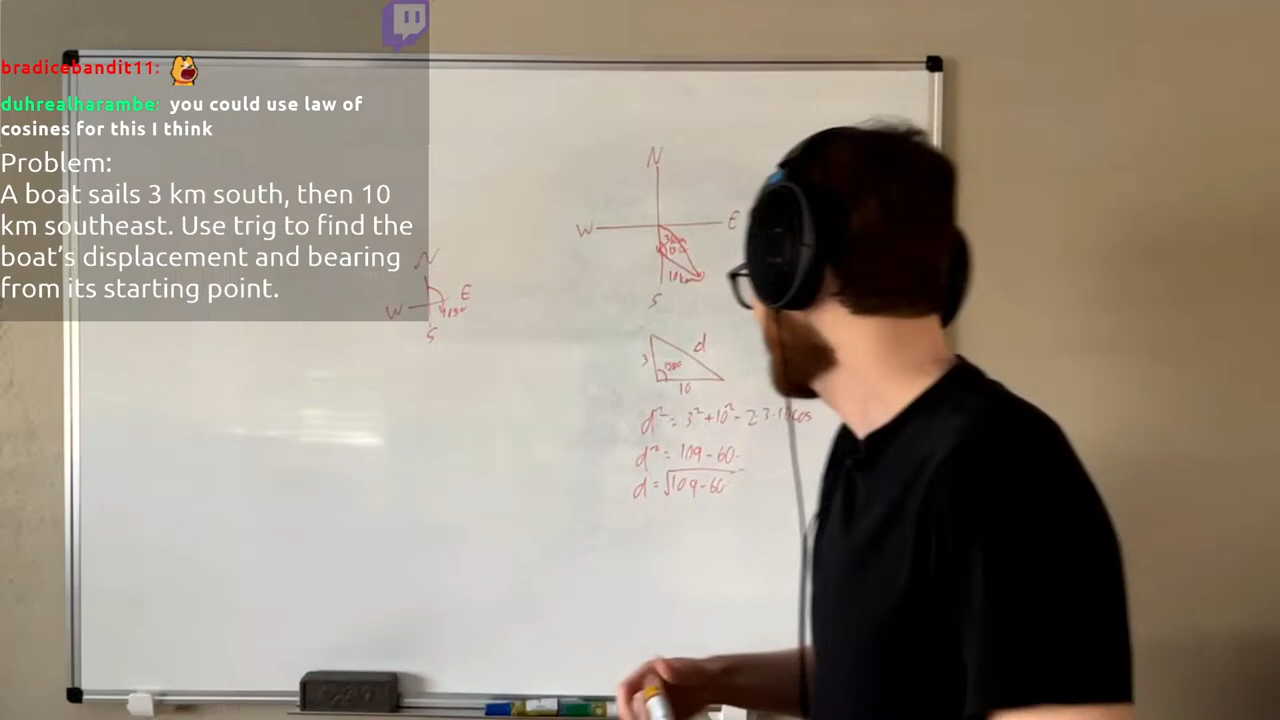 bradicebandit11:
duhrealharambe: you could use law of
cosines for this I think
Problem:
A boat sails 3 km south, then 10
km southeast. Use trig to find the
boat's displacement and bearing
from its starting point.
N
W E
S
N
W E
10km
S
3 d
10
d² = 3² + 10² - 2·3·10cos
d² = 109 - 60
d = √109-60